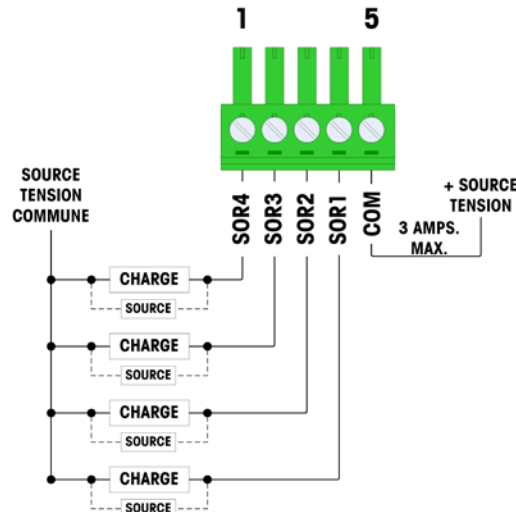 1
5
SOURCE
TENSION
COMMUNE
SOR4
SOR3
SOR2
SOR1
COM
+ SOURCE
TENSION
3 AMPS.
MAX.
CHARGE
SOURCE
CHARGE
SOURCE
CHARGE
SOURCE
CHARGE
SOURCE